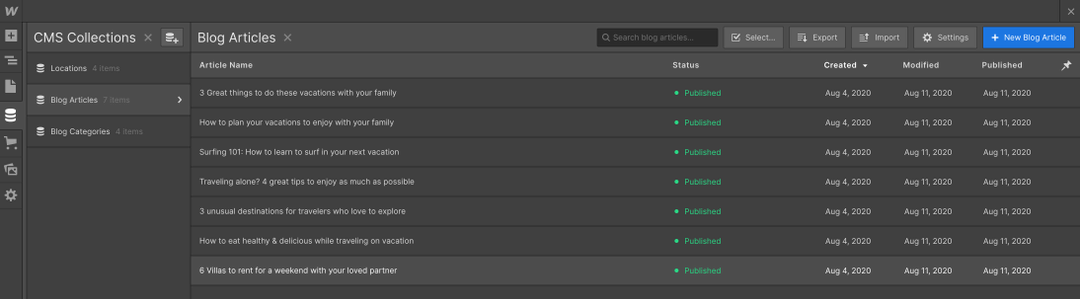 W
CMS Collections
Blog Articles
Search blog articles...
Select...
Export
Import
Settings
+ New Blog Article
Locations 4 items
Blog Articles 7 items
Blog Categories 4 items
Article Name Status Created Modified Published
3 Great things to do these vacations with your family Published Aug 4, 2020 Aug 11, 2020 Aug 11, 2020
How to plan your vacations to enjoy with your family Published Aug 4, 2020 Aug 11, 2020 Aug 11, 2020
Surfing 101: How to learn to surf in your next vacation Published Aug 4, 2020 Aug 11, 2020 Aug 11, 2020
Traveling alone? 4 great tips to enjoy as much as possible Published Aug 4, 2020 Aug 11, 2020 Aug 11, 2020
3 unusual destinations for travelers who love to explore Published Aug 4, 2020 Aug 11, 2020 Aug 11, 2020
How to eat healthy & delicious while traveling on vacation Published Aug 4, 2020 Aug 11, 2020 Aug 11, 2020
6 Villas to rent for a weekend with your loved partner Published Aug 4, 2020 Aug 11, 2020 Aug 11, 2020